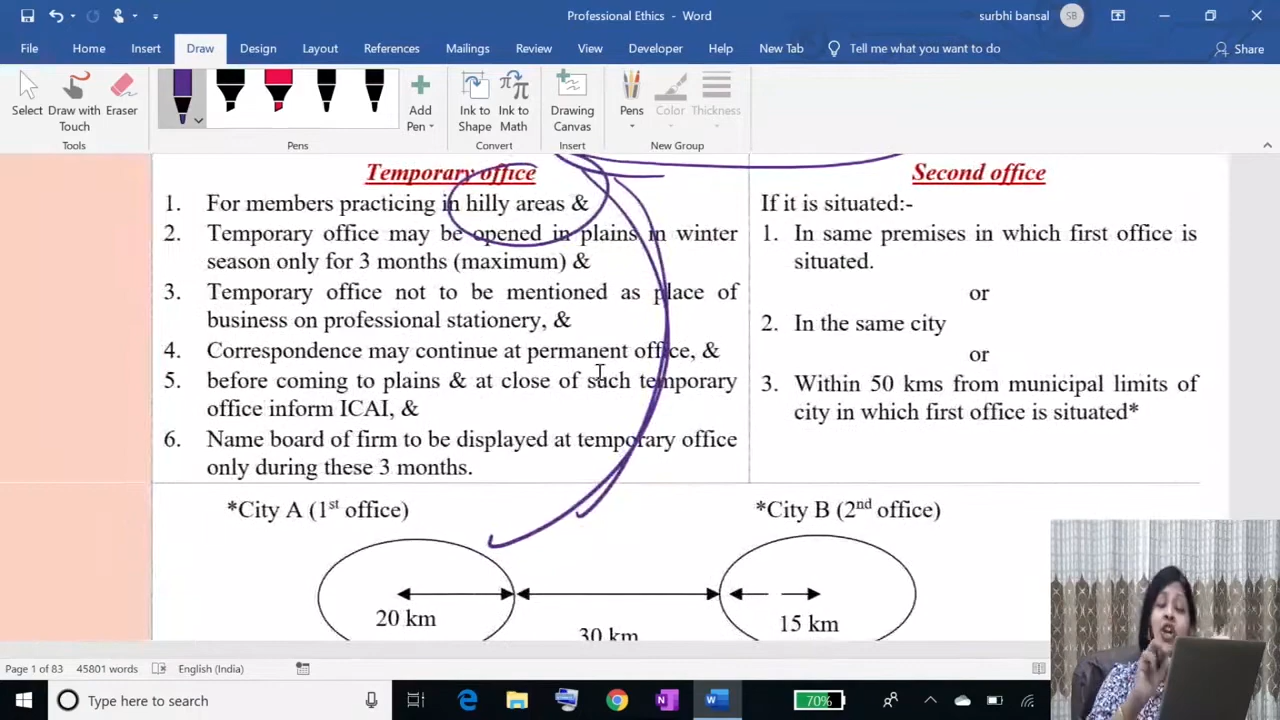 Professional Ethics - Word
surbhi bansal
SB
File Home Insert Draw Design Layout References Mailings Review View Developer Help New Tab Tell me what you want to do Share
Select Draw with Touch Eraser
Tools
Add Pen
Pens
Ink to Shape Ink to Math
Convert
Drawing Canvas
Insert
Pens Color Thickness
New Group
Temporary office
1. For members practicing in hilly areas &
2. Temporary office may be opened in plains in winter
season only for 3 months (maximum) &
3. Temporary office not to be mentioned as place of
business on professional stationery, &
4. Correspondence may continue at permanent office, &
5. before coming to plains & at close of such temporary
office inform ICAI, &
6. Name board of firm to be displayed at temporary office
only during these 3 months.
Second office
If it is situated:-
1. In same premises in which first office is
situated.
or
2. In the same city
or
3. Within 50 kms from municipal limits of
city in which first office is situated*
*City A (1st office)
*City B (2nd office)
20 km
30 km
15 km
Page 1 of 83 45801 words English (India)
Type here to search
70%